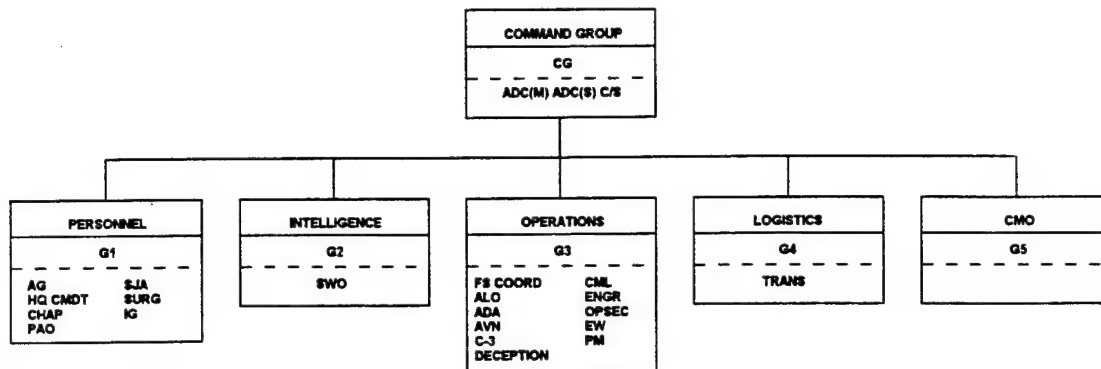 COMMAND GROUP
CG
ADC(M) ADC(S) C/S
PERSONNEL
G1
AG SJA
HQ CMDT SURG
CHAP IG
PAO
INTELLIGENCE
G2
SWO
OPERATIONS
G3
FS COORD CML
ALO ENGR
ADA OPSEC
AVN EW
C-3 PM
DECEPTION
LOGISTICS
G4
TRANS
CMO
G5